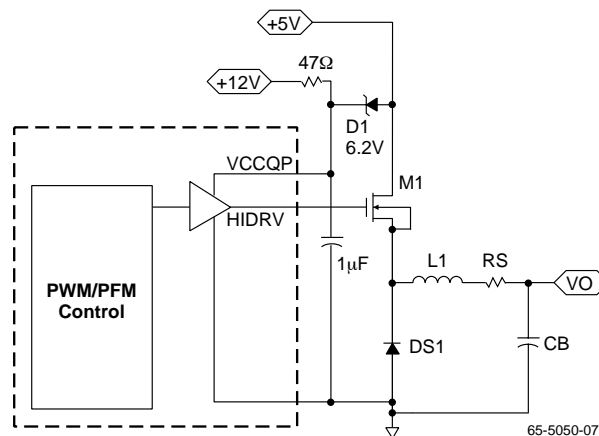 +5V
47Ω
+12V
D1
6.2V
VCCQP
M1
HIDRV
1µF
L1
RS
VO
PWM/PFM
Control
DS1
CB
65-5050-07